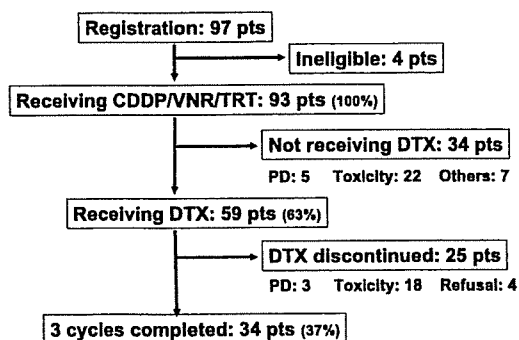 Registration: 97 pts
Ineligible: 4 pts
Receiving CDDP/VNR/TRT: 93 pts (100%)
Not receiving DTX: 34 pts
PD: 5 Toxicity: 22 Others: 7
Receiving DTX: 59 pts (63%)
DTX discontinued: 25 pts
PD: 3 Toxicity: 18 Refusal: 4
3 cycles completed: 34 pts (37%)